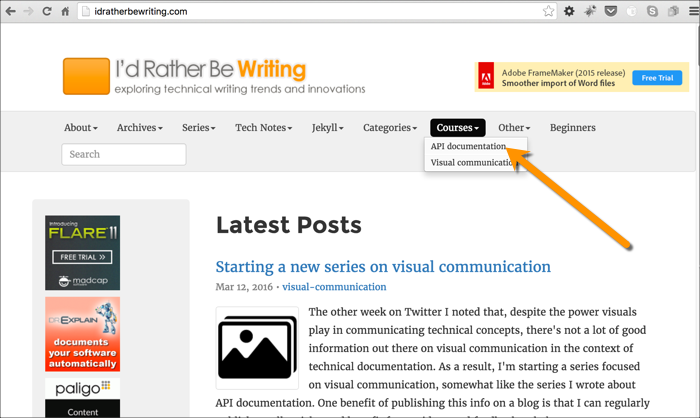 idratherbewriting.com
I'd Rather Be Writing
exploring technical writing trends and innovations
Adobe FrameMaker (2015 release)
Smoother import of Word files
Free Trial
Adobe
About Archives Series Tech Notes Jekyll Categories Courses Other Beginners
Search
API documentation
Visual communication
Introducing
FLARE 11
FREE TRIAL >>
madcap
EXPLAIN
documents
your software
automatically
paligo
Content
Latest Posts
Starting a new series on visual communication
Mar 12, 2016 • visual-communication
The other week on Twitter I noted that, despite the power visuals
play in communicating technical concepts, there's not a lot of good
information out there on visual communication in the context of
technical documentation. As a result, I'm starting a series focused
on visual communication, somewhat like the series I wrote about
API documentation. One benefit of publishing this info on a blog is that I can regularly